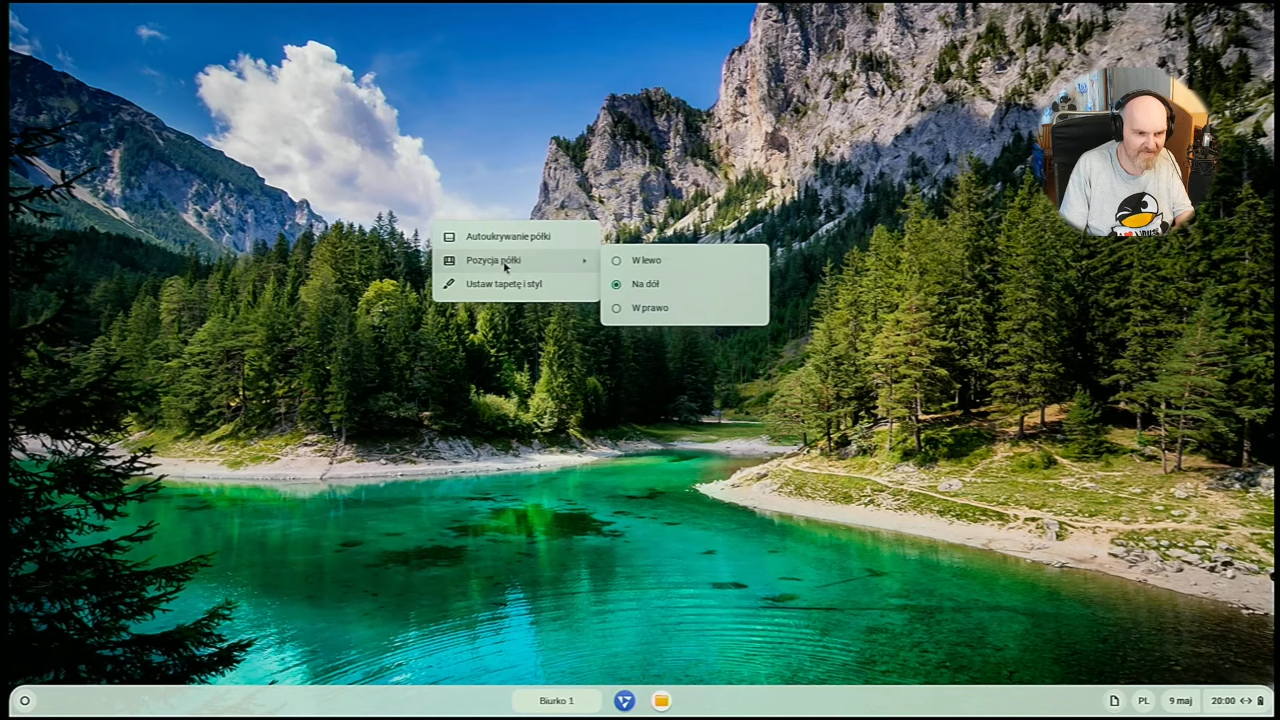 Autoukrywanie półki
Pozycja półki
Ustaw tapetę i styl
W lewo
Na dół
W prawo
Biurko 1
PL
9 maj
20:00